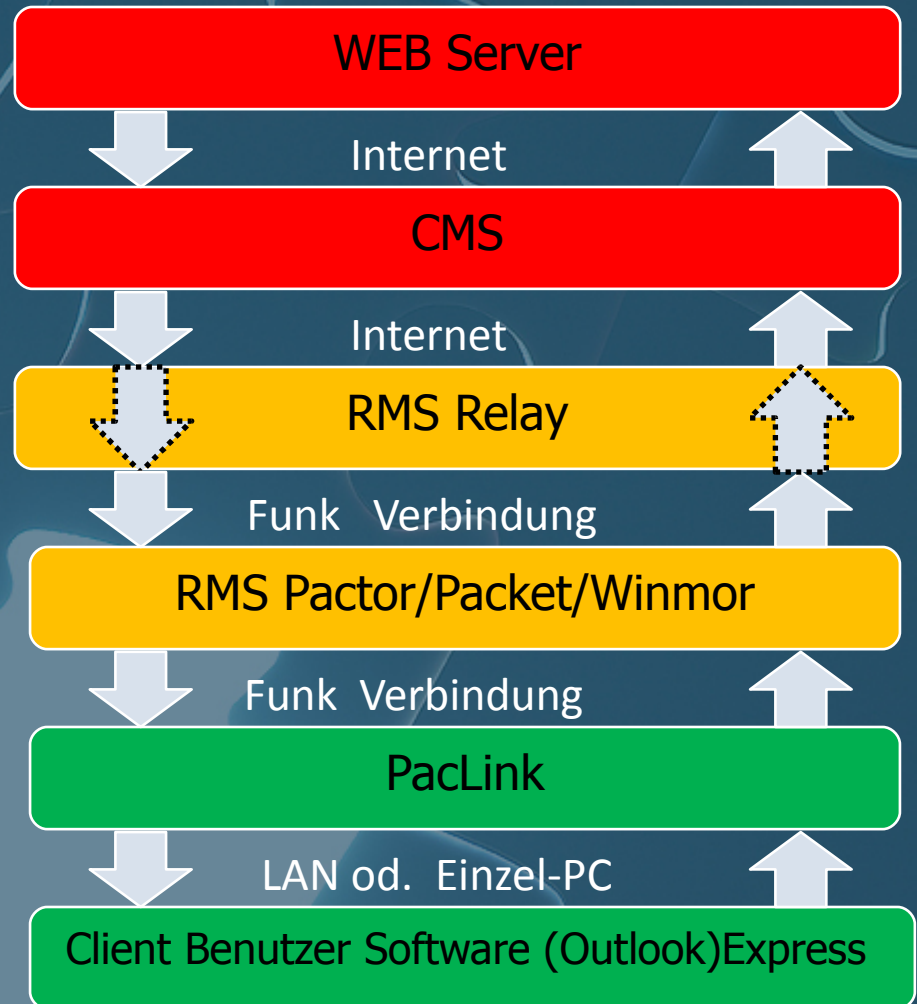 WEB Server
Internet
CMS
Internet
RMS Relay
Funk Verbindung
RMS Pactor/Packet/Winmor
Funk Verbindung
PacLink
LAN od. Einzel-PC
Client Benutzer Software (Outlook)Express